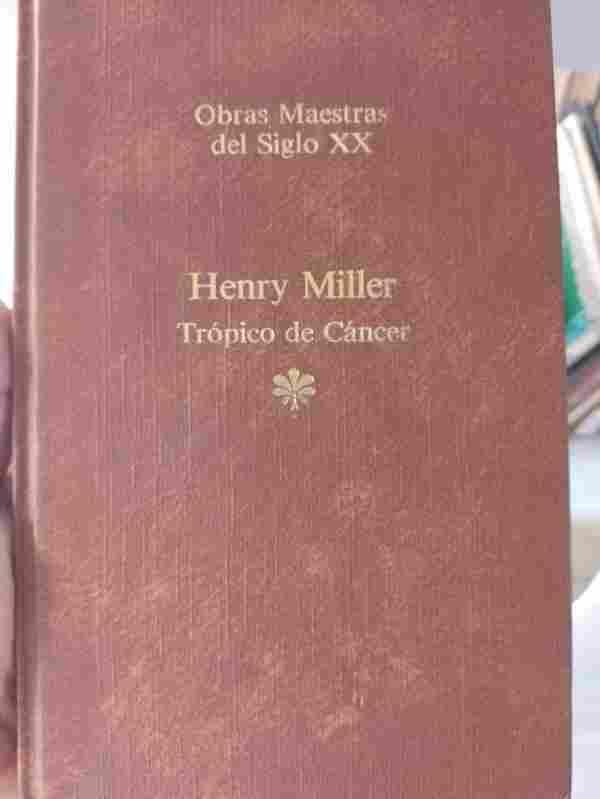 Obras Maestras
del Siglo XX
Henry Miller
Trópico de Cáncer